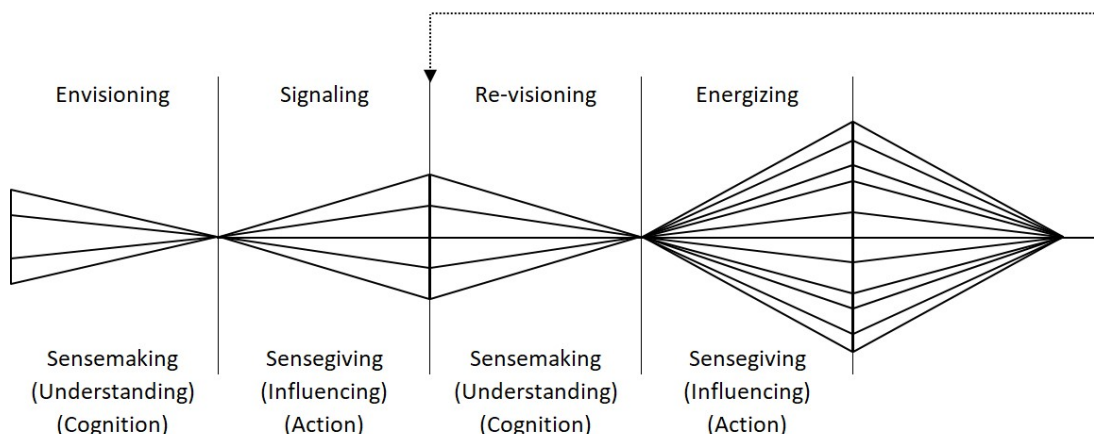 Envisioning
Signaling
Re-visioning
Energizing
Sensemaking
(Understanding)
(Cognition)
Sensegiving
(Influencing)
(Action)
Sensemaking
(Understanding)
(Cognition)
Sensegiving
(Influencing)
(Action)